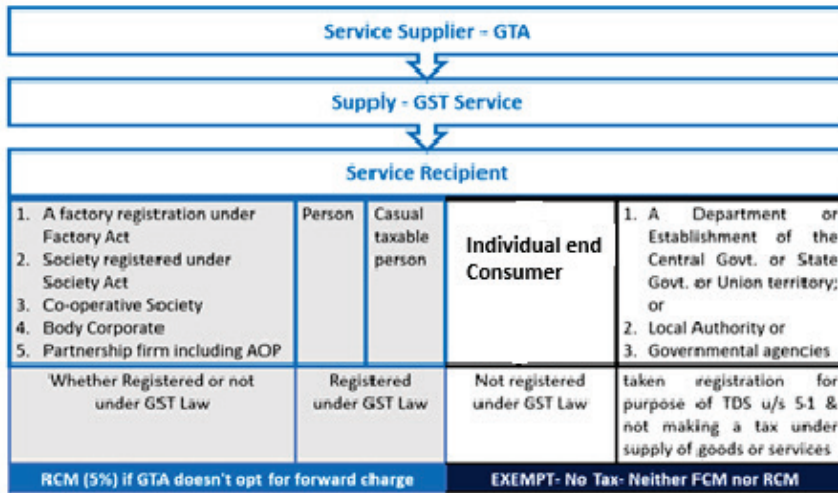 Service Supplier - GTA
Supply - GST Service
Service Recipient
1. A factory registration under
Factory Act
2. Society registered under
Society Act
3. Co-operative Society
4. Body Corporate
5. Partnership firm including AOP
Person
Casual
taxable
person
Individual end
Consumer
1. A Department or
Establishment of the
Central Govt. or State
Govt. or Union territory;
or
2. Local Authority or
3. Governmental agencies
Whether Registered or not
under GST Law
Registered
under GST Law
Not registered
under GST Law
taken registration for
purpose of TDS u/s 51 &
not making a tax under
supply of goods or services
RCM (5%) if GTA doesn't opt for forward charge
EXEMPT- No Tax- Neither FCM nor RCM